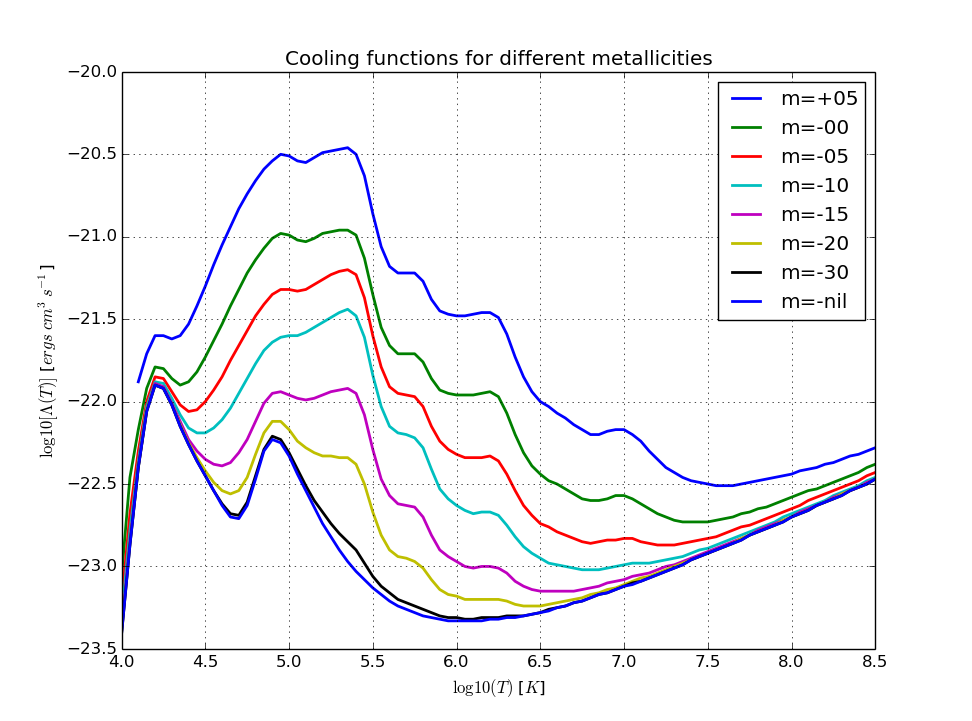 Cooling functions for different metallicities
−20.0
−20.5
−21.0
−21.5
−22.0
−22.5
−23.0
−23.5
log10[Λ(T)] [ergs cm³ s⁻¹]
m=+05
m=-00
m=-05
m=-10
m=-15
m=-20
m=-30
m=-nil
4.0 4.5 5.0 5.5 6.0 6.5 7.0 7.5 8.0 8.5
log10(T) [K]